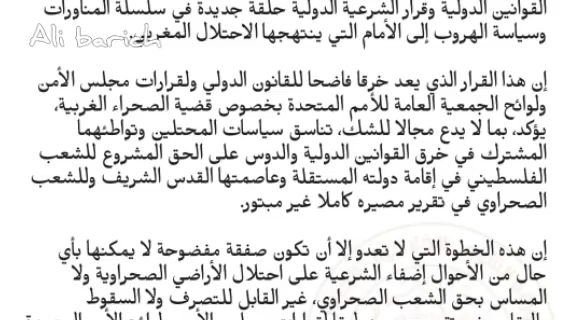 القوانين الدولية وقرار الشرعية الدولية حلقة جديدة في سلسلة المناورات
وسياسة الهروب إلى الأمام التي ينتهجها الاحتلال المغربي.
Ali barich
إن هذا القرار الذي يعد خرقا فاضحا للقانون الدولي ولقرارات مجلس الأمن
ولوائح الجمعية العامة للأمم المتحدة بخصوص قضية الصحراء الغربية،
يؤكد، بما لا يدع مجالا للشك، تناسق سياسات المحتلين وتواطئهما
المشترك في خرق القوانين الدولية والدوس على الحق المشروع للشعب
الفلسطيني في إقامة دولته المستقلة وعاصمتها القدس الشريف وللشعب
الصحراوي في تقرير مصيره كاملا غير مبتور.
إن هذه الخطوة التي لا تعدو إلا أن تكون صفقة مفضوحة لا يمكنها بأي
حال من الأحوال إضفاء الشرعية على احتلال الأراضي الصحراوية ولا
المساس بحق الشعب الصحراوي، غير القابل للتصرف ولا السقوط